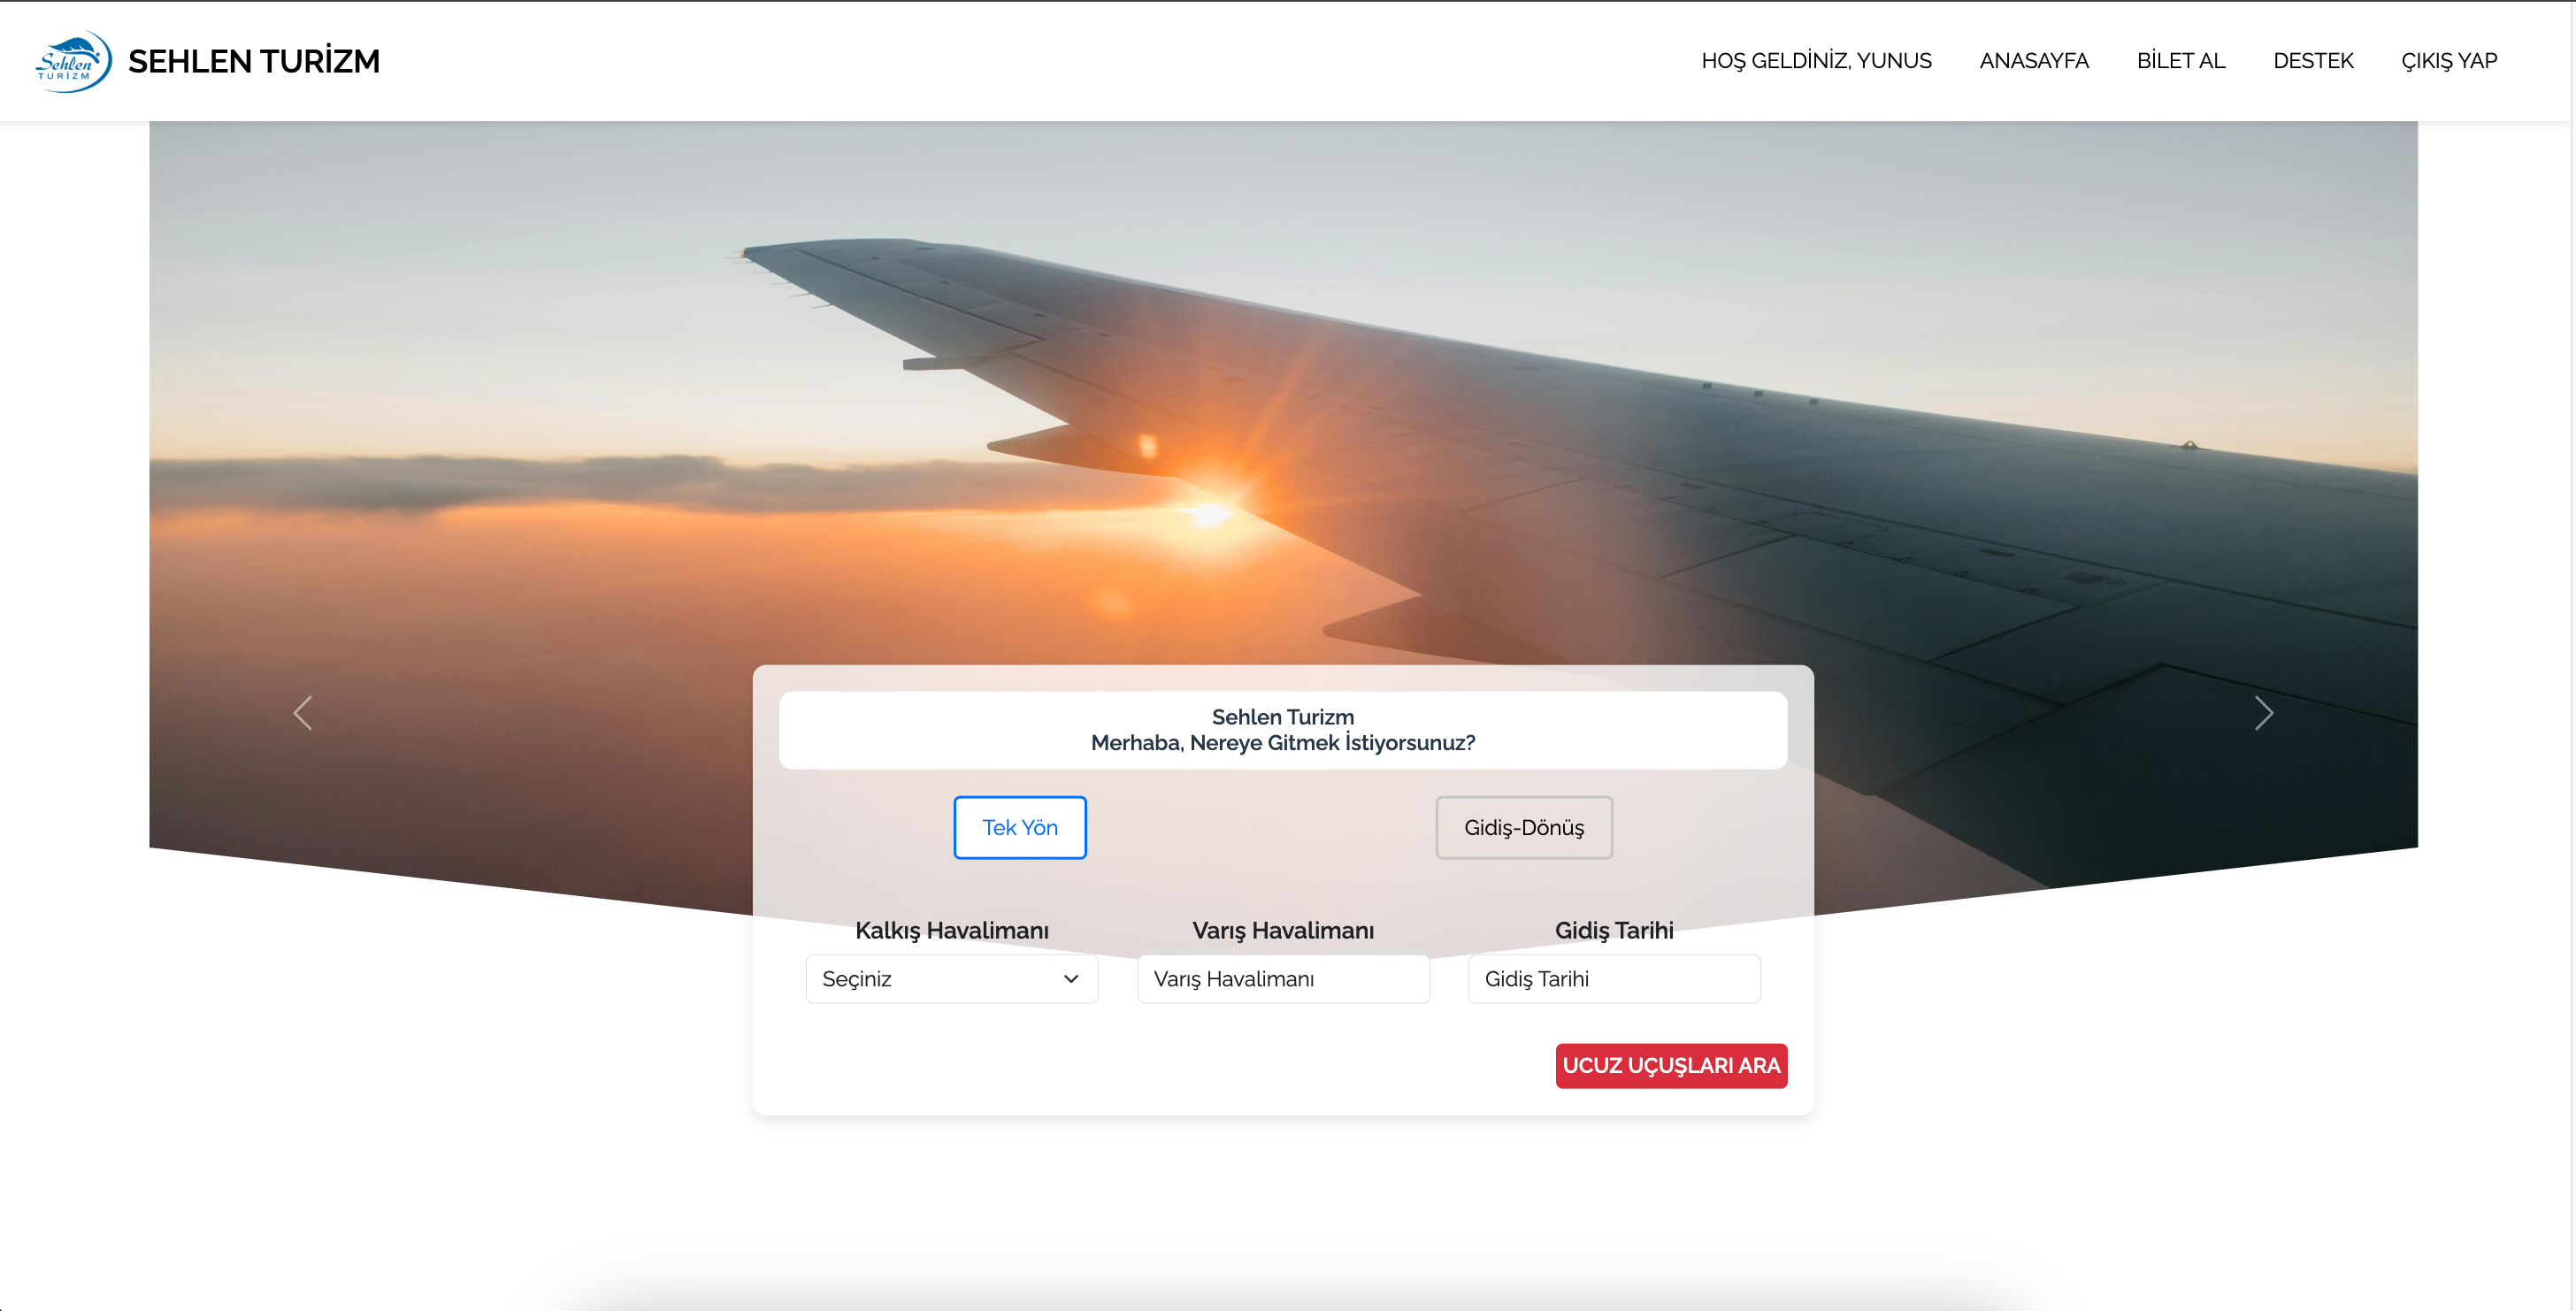 Sehlen
TURİZM
SEHLEN TURİZM
HOŞ GELDİNİZ, YUNUS
ANASAYFA
BİLET AL
DESTEK
ÇIKIŞ YAP
Sehlen Turizm
Merhaba, Nereye Gitmek İstiyorsunuz?
Tek Yön
Gidiş-Dönüş
Kalkış Havalimanı
Varış Havalimanı
Gidiş Tarihi
Seçiniz
Varış Havalimanı
Gidiş Tarihi
UCUZ UÇUŞLARI ARA